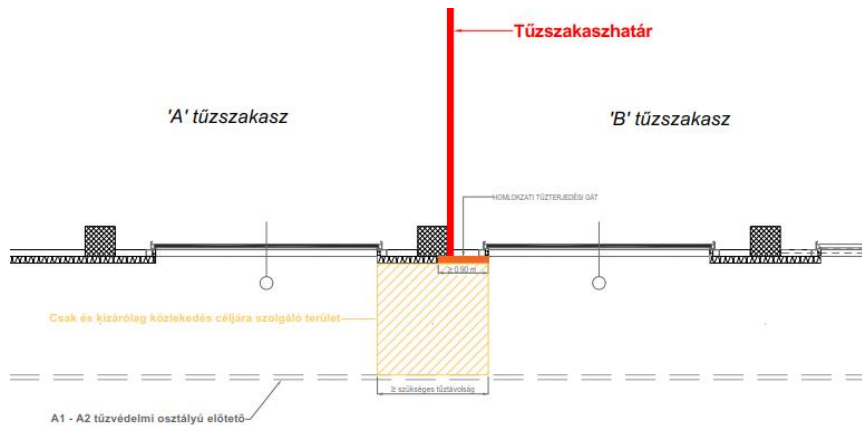 Tűzszakaszhatár
'A' tűzszakasz
'B' tűzszakasz
HOMLOKZATI TŰZTERJEDÉSI GÁT
≥ 0.90 m
Csak és kizárólag közlekedés céljára szolgáló terület
≥ szükséges tűztávolság
A1 - A2 tűzvédelmi osztályú előtető